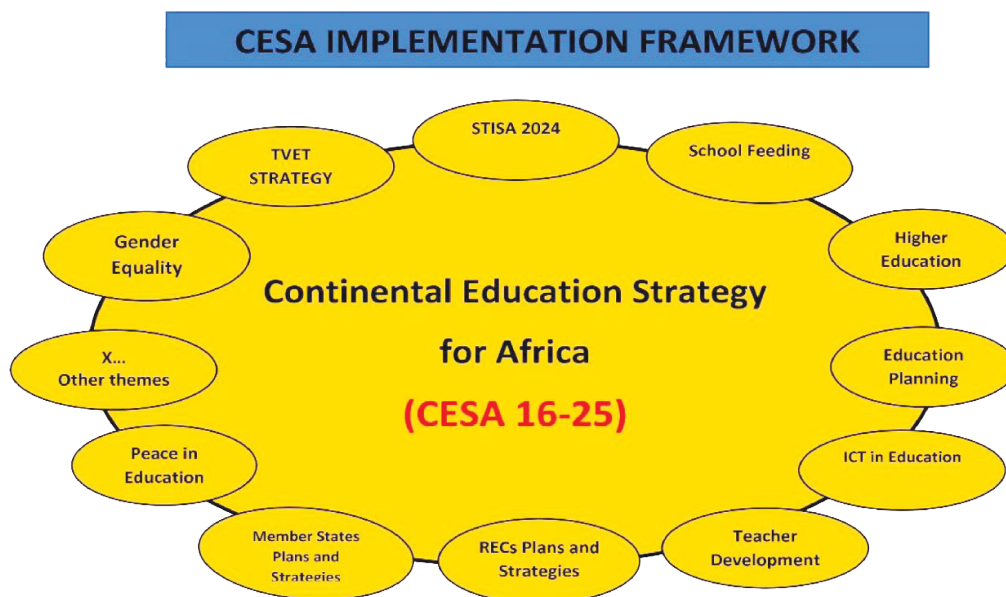 CESA IMPLEMENTATION FRAMEWORK
STISA 2024
School Feeding
TVET
STRATEGY
Higher
Education
Gender
Equality
Continental Education Strategy
for Africa
(CESA 16-25)
X...
Other themes
Education
Planning
Peace in
Education
ICT in Education
Member States
Plans and
Strategies
RECs Plans and
Strategies
Teacher
Development